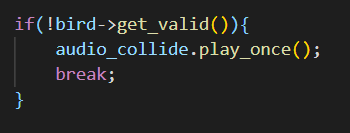 if(!bird->get_valid()){
    audio_collide.play_once();
    break;
}